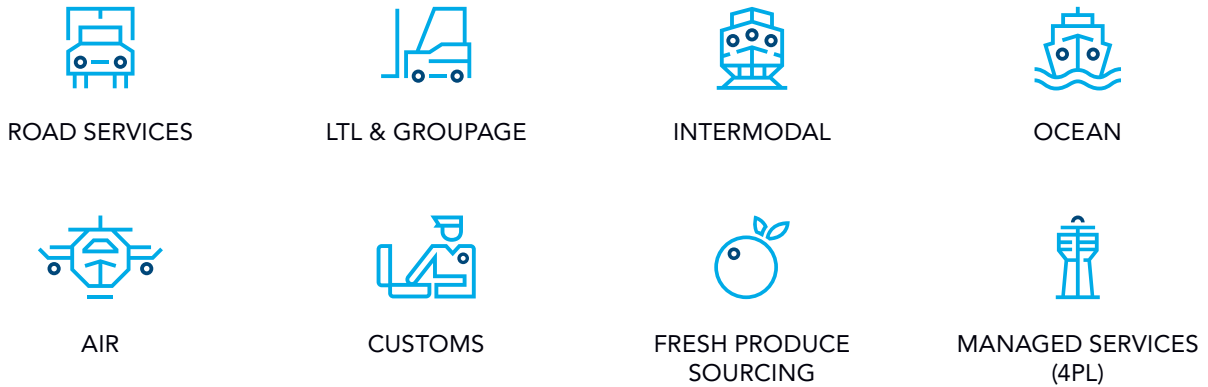 ROAD SERVICES
LTL & GROUPAGE
INTERMODAL
OCEAN
AIR
CUSTOMS
FRESH PRODUCE
SOURCING
MANAGED SERVICES
(4PL)